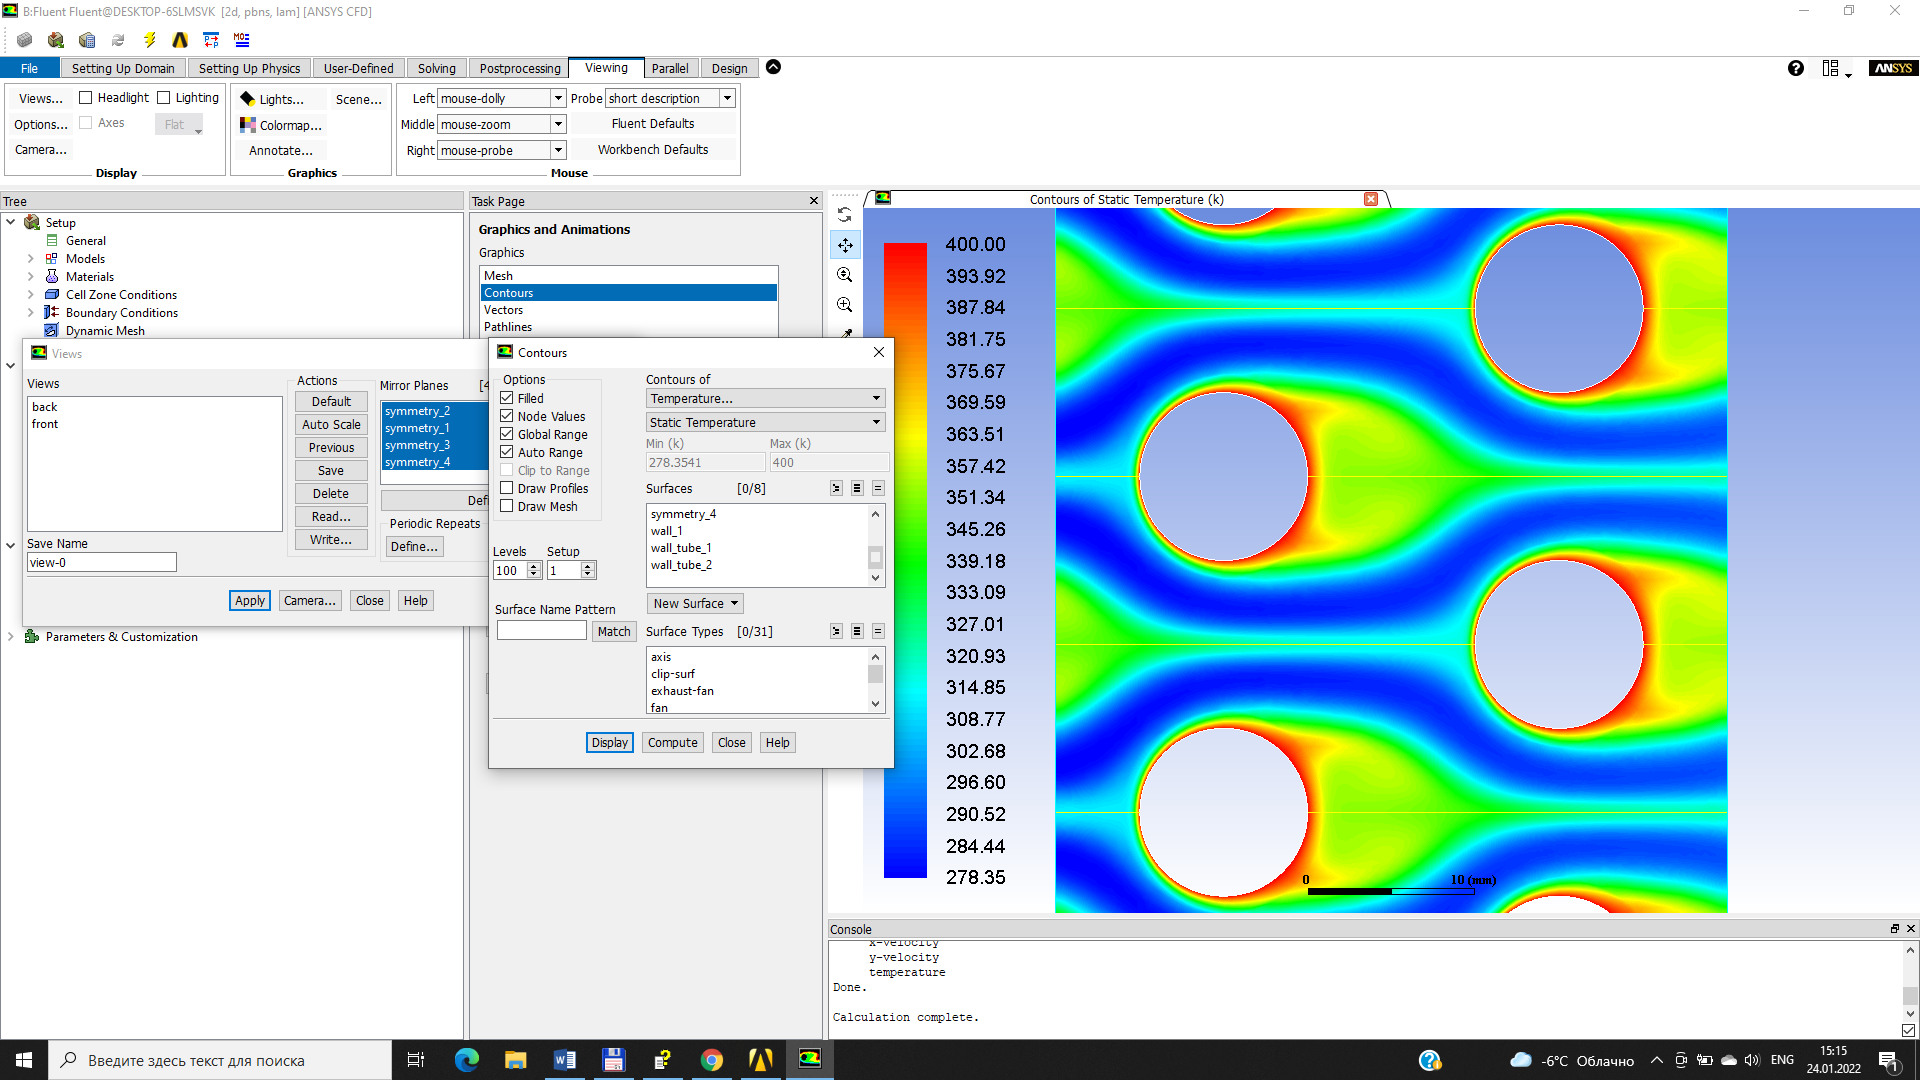 B:Fluent Fluent@DESKTOP-6SLMSVK [2d, pbns, lam] [ANSYS CFD]
File
Setting Up Domain
Setting Up Physics
User-Defined
Solving
Postprocessing
Viewing
Parallel
Design
ANSYS
Views...
Headlight
Lighting
Options...
Axes
Flat
Camera...
Display
Lights...
Scene...
Colormap...
Annotate...
Graphics
Left mouse-dolly
Probe short description
Middle mouse-zoom
Fluent Defaults
Right mouse-probe
Workbench Defaults
Mouse
Tree
Setup
General
Models
Materials
Cell Zone Conditions
Boundary Conditions
Dynamic Mesh
Parameters & Customization
Task Page
Graphics and Animations
Graphics
Mesh
Contours
Vectors
Pathlines
Views
Views
back
front
Save Name
view-0
Actions
Default
Auto Scale
Previous
Save
Delete
Read...
Write...
Mirror Planes [4
symmetry_2
symmetry_1
symmetry_3
symmetry_4
Defi
Periodic Repeats
Define...
Apply
Camera...
Close
Help
Contours
Options
Filled
Node Values
Global Range
Auto Range
Clip to Range
Draw Profiles
Draw Mesh
Levels
Setup
100
1
Surface Name Pattern
Match
Contours of
Temperature...
Static Temperature
Min (k)
Max (k)
278.3541
400
Surfaces [0/8]
symmetry_4
wall_1
wall_tube_1
wall_tube_2
New Surface
Surface Types [0/31]
axis
clip-surf
exhaust-fan
fan
Display
Compute
Close
Help
Contours of Static Temperature (k)
400.00
393.92
387.84
381.75
375.67
369.59
363.51
357.42
351.34
345.26
339.18
333.09
327.01
320.93
314.85
308.77
302.68
296.60
290.52
284.44
278.35
0
10 (mm)
Console
x-velocity
y-velocity
temperature
Done.
Calculation complete.
Введите здесь текст для поиска
-6°C Облачно
ENG
15:15
24.01.2022
1